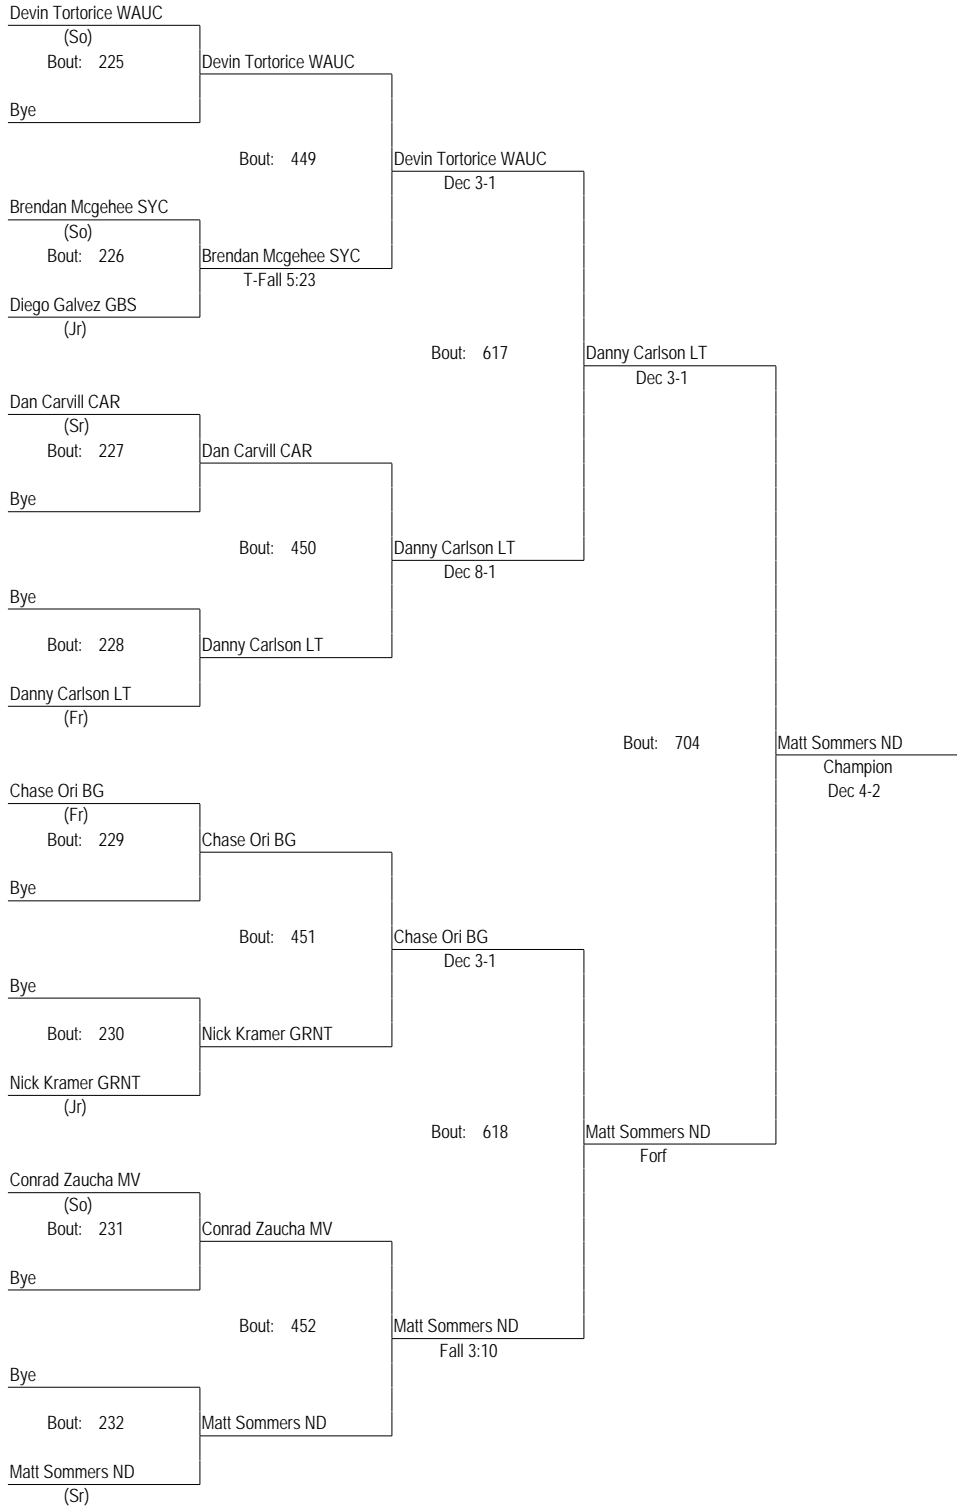 Devin Tortorice WAUC
(So)
Bout: 225
Devin Tortorice WAUC
Bye
Bout: 449
Devin Tortorice WAUC
Dec 3-1
Brendan Mcgehee SYC
(So)
Bout: 226
Brendan Mcgehee SYC
T-Fall 5:23
Diego Galvez GBS
(Jr)
Bout: 617
Danny Carlson LT
Dec 3-1
Dan Carvill CAR
(Sr)
Bout: 227
Dan Carvill CAR
Bye
Bout: 450
Danny Carlson LT
Dec 8-1
Bye
Bout: 228
Danny Carlson LT
Danny Carlson LT
(Fr)
Bout: 704
Matt Sommers ND
Champion
Dec 4-2
Chase Ori BG
(Fr)
Bout: 229
Chase Ori BG
Bye
Bout: 451
Chase Ori BG
Dec 3-1
Bye
Bout: 230
Nick Kramer GRNT
Nick Kramer GRNT
(Jr)
Bout: 618
Matt Sommers ND
Forf
Conrad Zaucha MV
(So)
Bout: 231
Conrad Zaucha MV
Bye
Bout: 452
Matt Sommers ND
Fall 3:10
Bye
Bout: 232
Matt Sommers ND
Matt Sommers ND
(Sr)